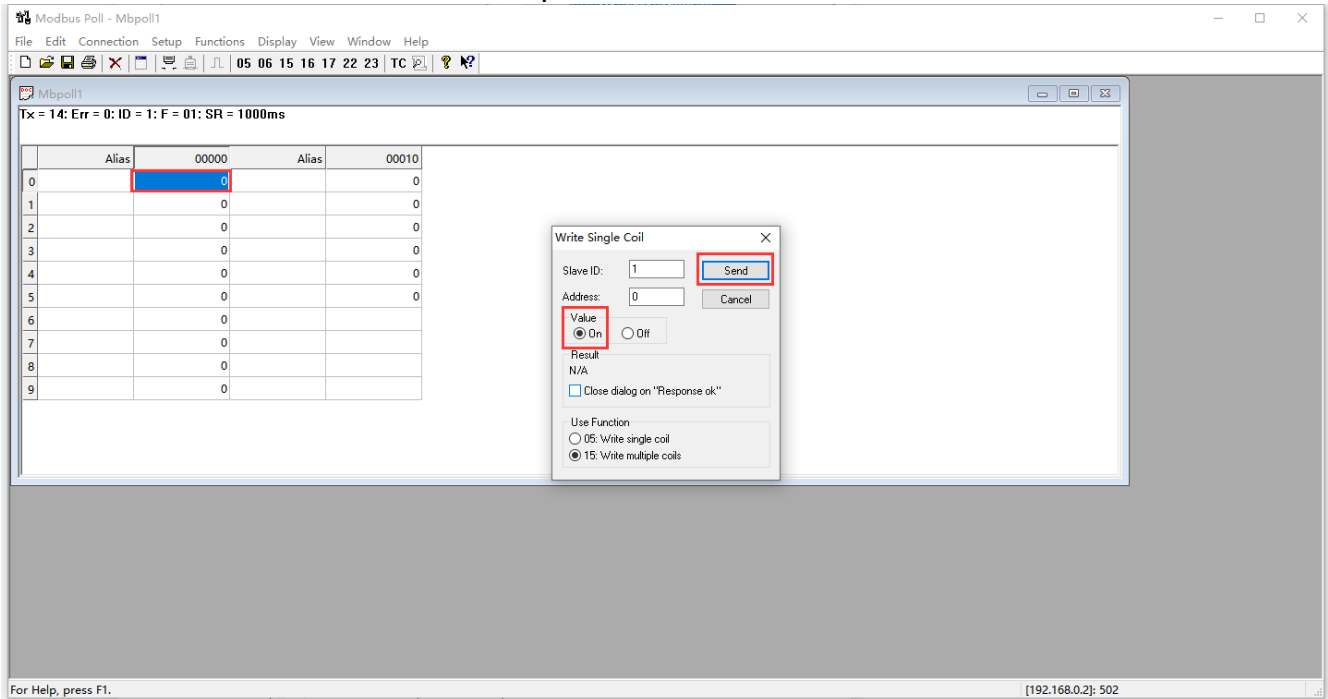 Modbus Poll - Mbpoll1
File Edit Connection Setup Functions Display View Window Help
05 06 15 16 17 22 23 TC
Mbpoll1
Tx = 14: Err = 0: ID = 1: F = 01: SR = 1000ms
Alias 00000 Alias 00010
0 0 0
1 0 0
2 0 0
3 0 0
4 0 0
5 0 0
6 0
7 0
8 0
9 0
Write Single Coil
Slave ID: 1 Send
Address: 0 Cancel
Value
On Off
Result
N/A
Close dialog on "Response ok"
Use Function
05: Write single coil
15: Write multiple coils
For Help, press F1. [192.168.0.2]: 502